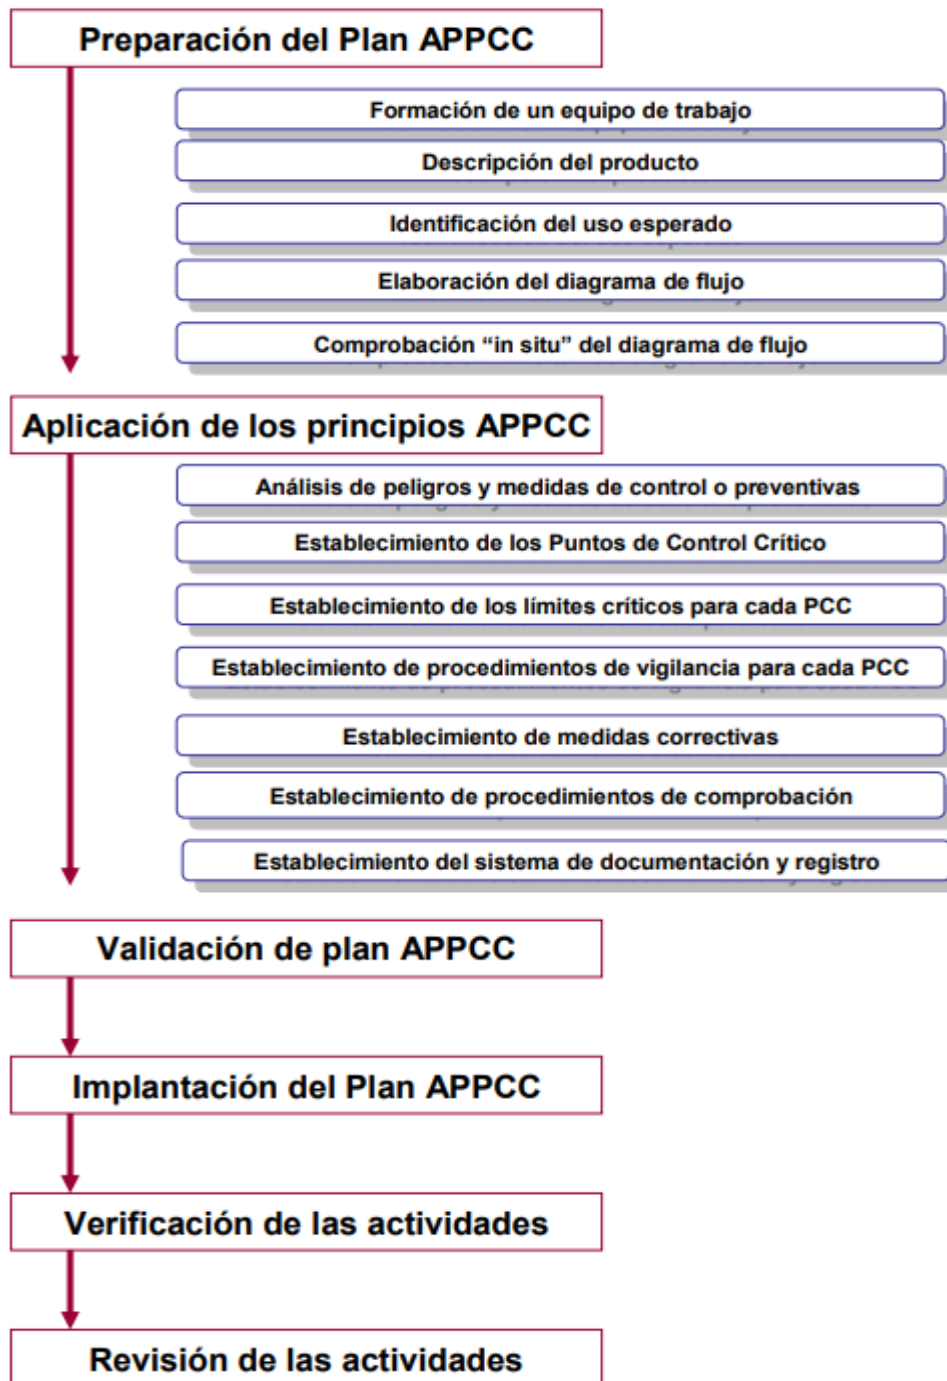 Preparación del Plan APPCC
Formación de un equipo de trabajo
Descripción del producto
Identificación del uso esperado
Elaboración del diagrama de flujo
Comprobación “in situ” del diagrama de flujo
Aplicación de los principios APPCC
Análisis de peligros y medidas de control o preventivas
Establecimiento de los Puntos de Control Crítico
Establecimiento de los límites críticos para cada PCC
Establecimiento de procedimientos de vigilancia para cada PCC
Establecimiento de medidas correctivas
Establecimiento de procedimientos de comprobación
Establecimiento del sistema de documentación y registro
Validación de plan APPCC
Implantación del Plan APPCC
Verificación de las actividades
Revisión de las actividades